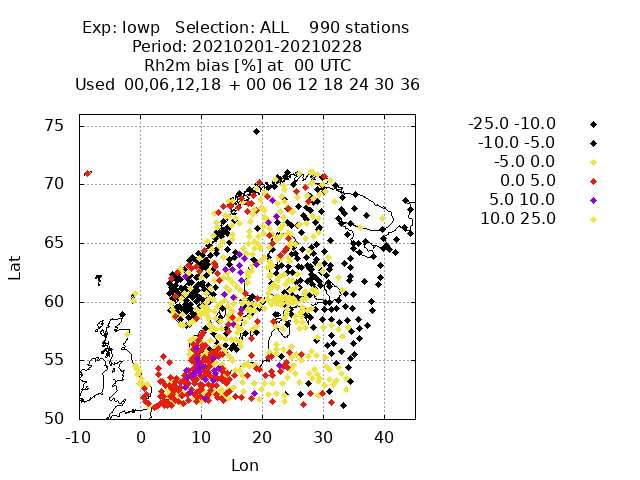 Exp: lowp   Selection: ALL    990 stations
Period: 20210201-20210228
Rh2m bias [%] at  00 UTC
Used  00,06,12,18  + 00 06 12 18 24 30 36
-25.0 -10.0
-10.0 -5.0
-5.0 0.0
0.0 5.0
5.0 10.0
10.0 25.0
75
70
65
60
55
50
Lat
-10 0 10 20 30 40
Lon